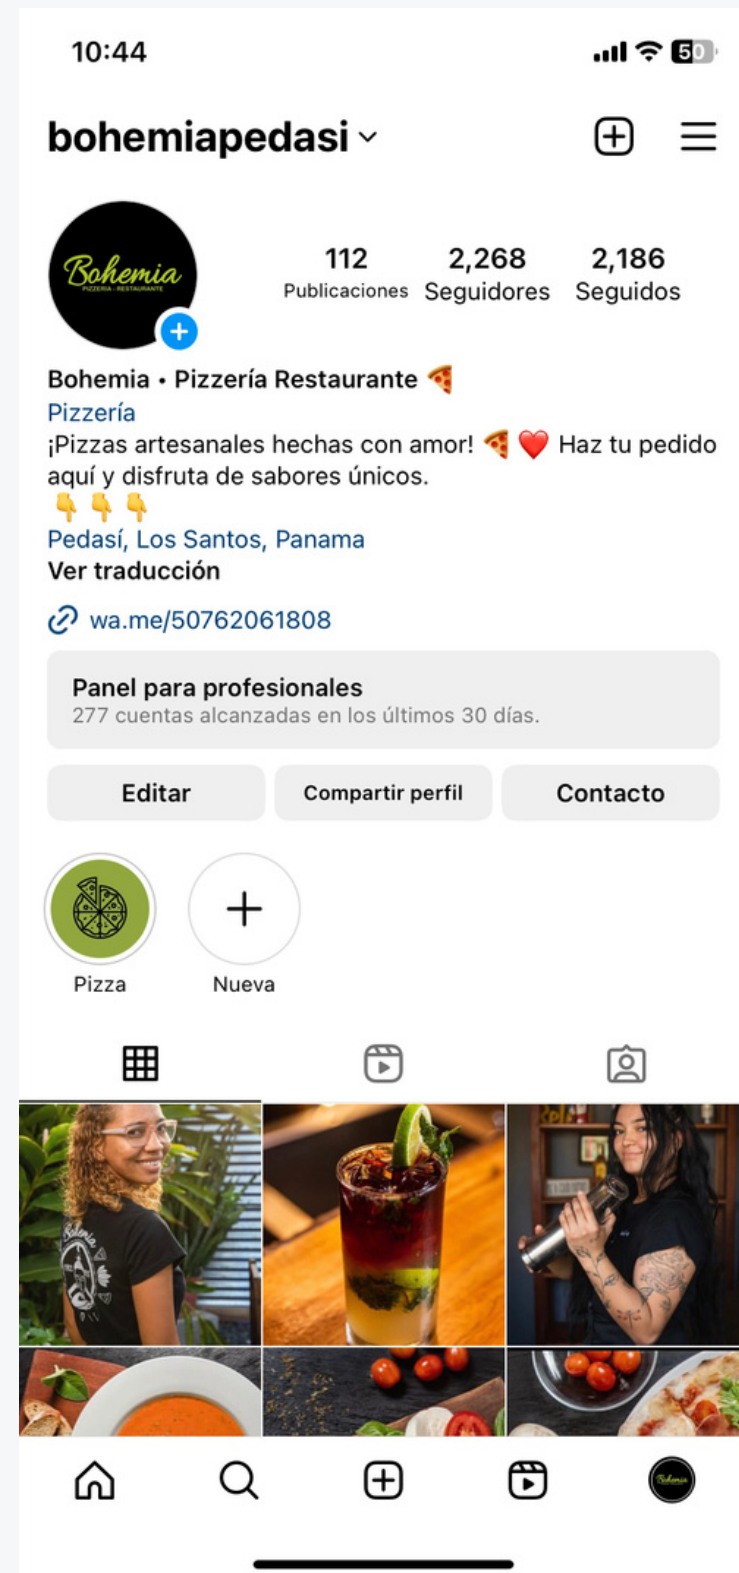 10:44
50
bohemiapedasi
Bohemia
PIZZERIA - RESTAURANTE
112
Publicaciones
2,268
Seguidores
2,186
Seguidos
Bohemia • Pizzería Restaurante 🍕
Pizzería
¡Pizzas artesanales hechas con amor! 🍕 ❤️ Haz tu pedido
aquí y disfruta de sabores únicos.
👇 👇 👇
Pedasí, Los Santos, Panama
Ver traducción
wa.me/50762061808
Panel para profesionales
277 cuentas alcanzadas en los últimos 30 días.
Editar
Compartir perfil
Contacto
Pizza
Nueva
Bohemia
Bohemia